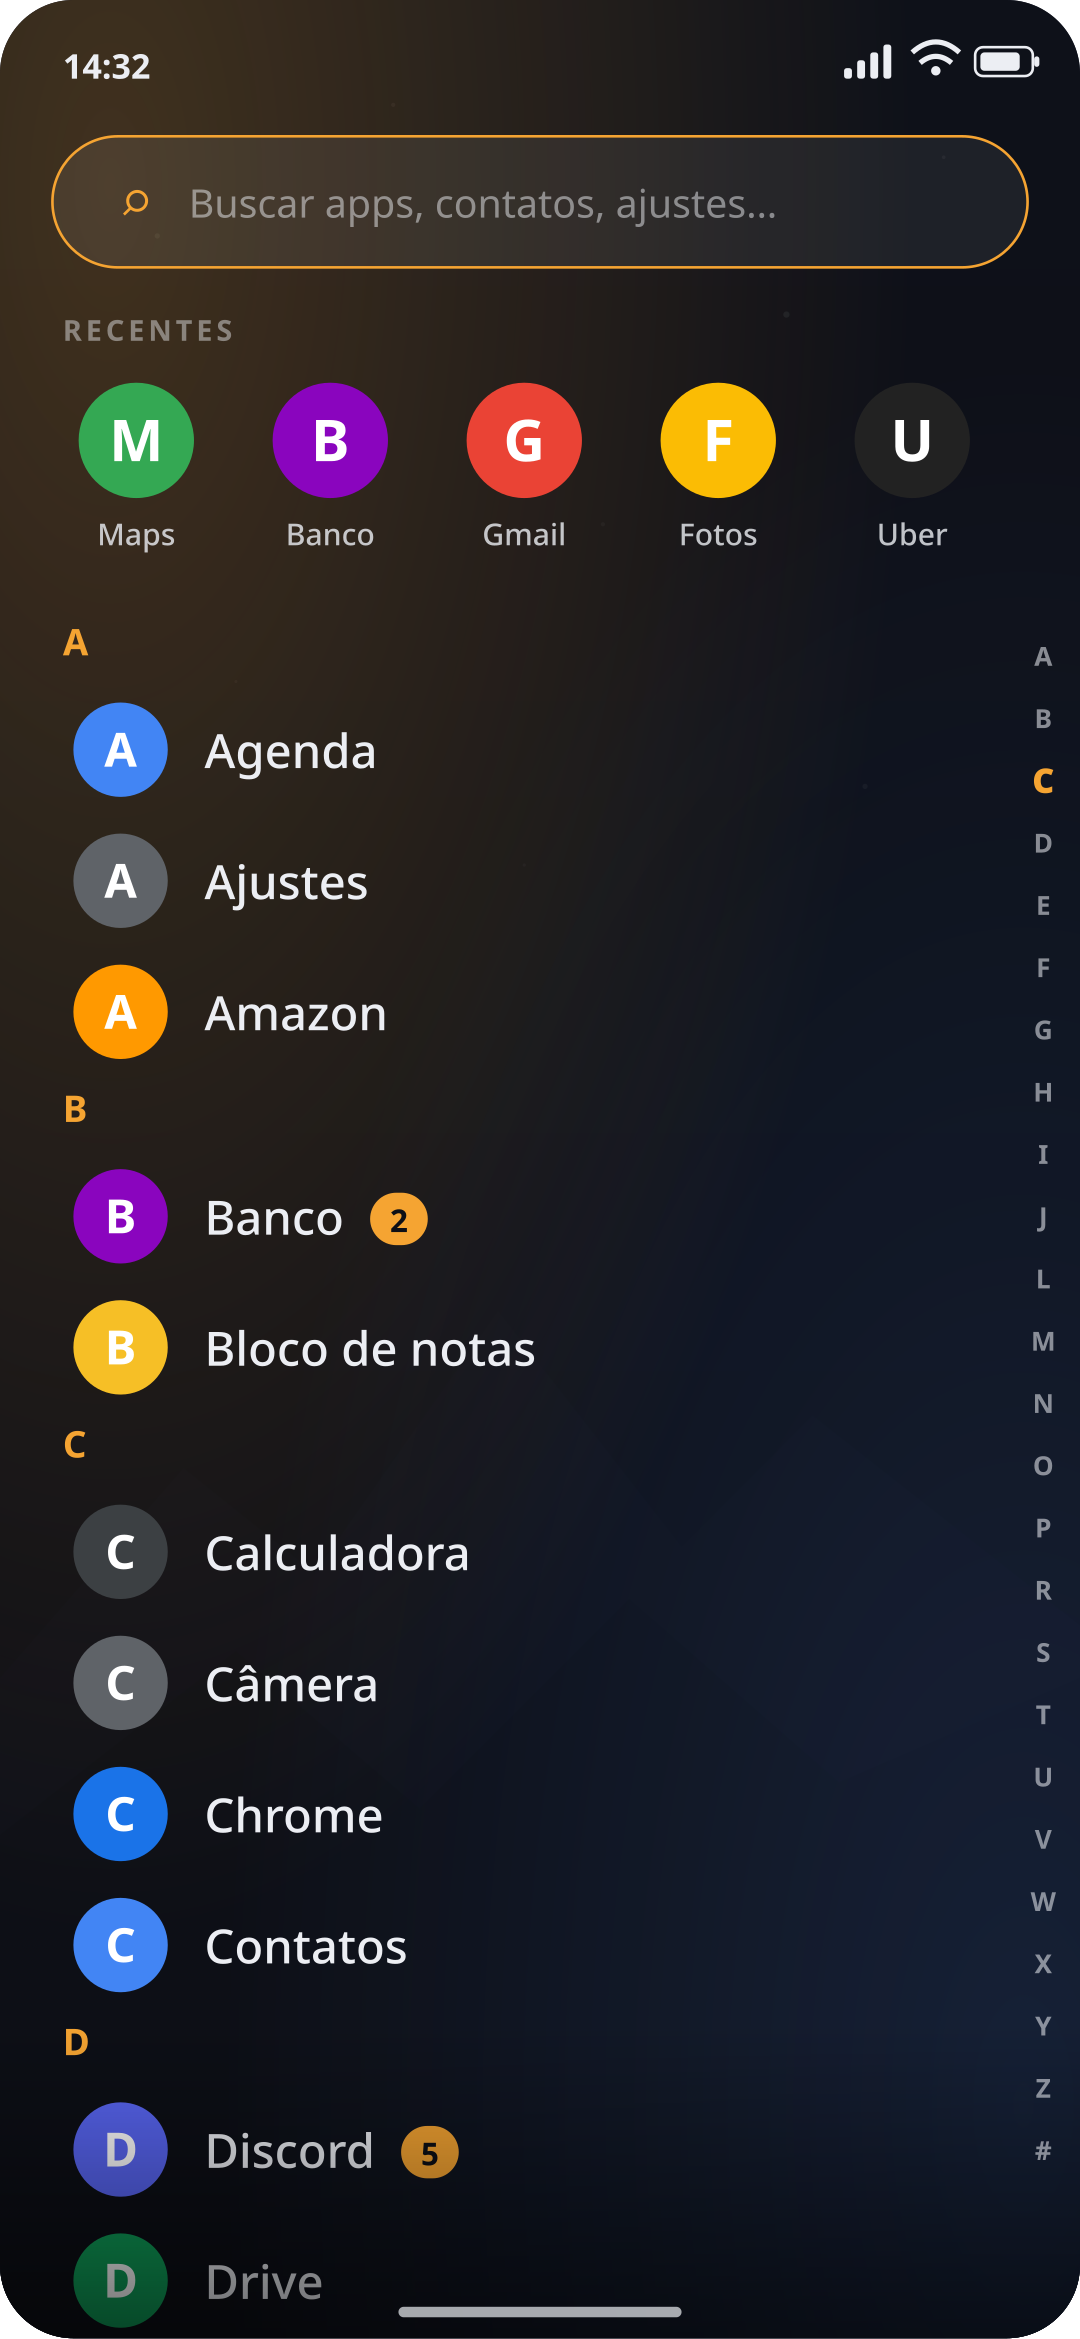 14:32
Buscar apps, contatos, ajustes...
RECENTES
M B G F U
Maps Banco Gmail Fotos Uber
A
A Agenda
A Ajustes
A Amazon
B
B Banco 2
B Bloco de notas
C
C Calculadora
C Câmera
C Chrome
C Contatos
D
D Discord 5
D Drive
A
B
C
D
E
F
G
H
I
J
L
M
N
O
P
R
S
T
U
V
W
X
Y
Z
#